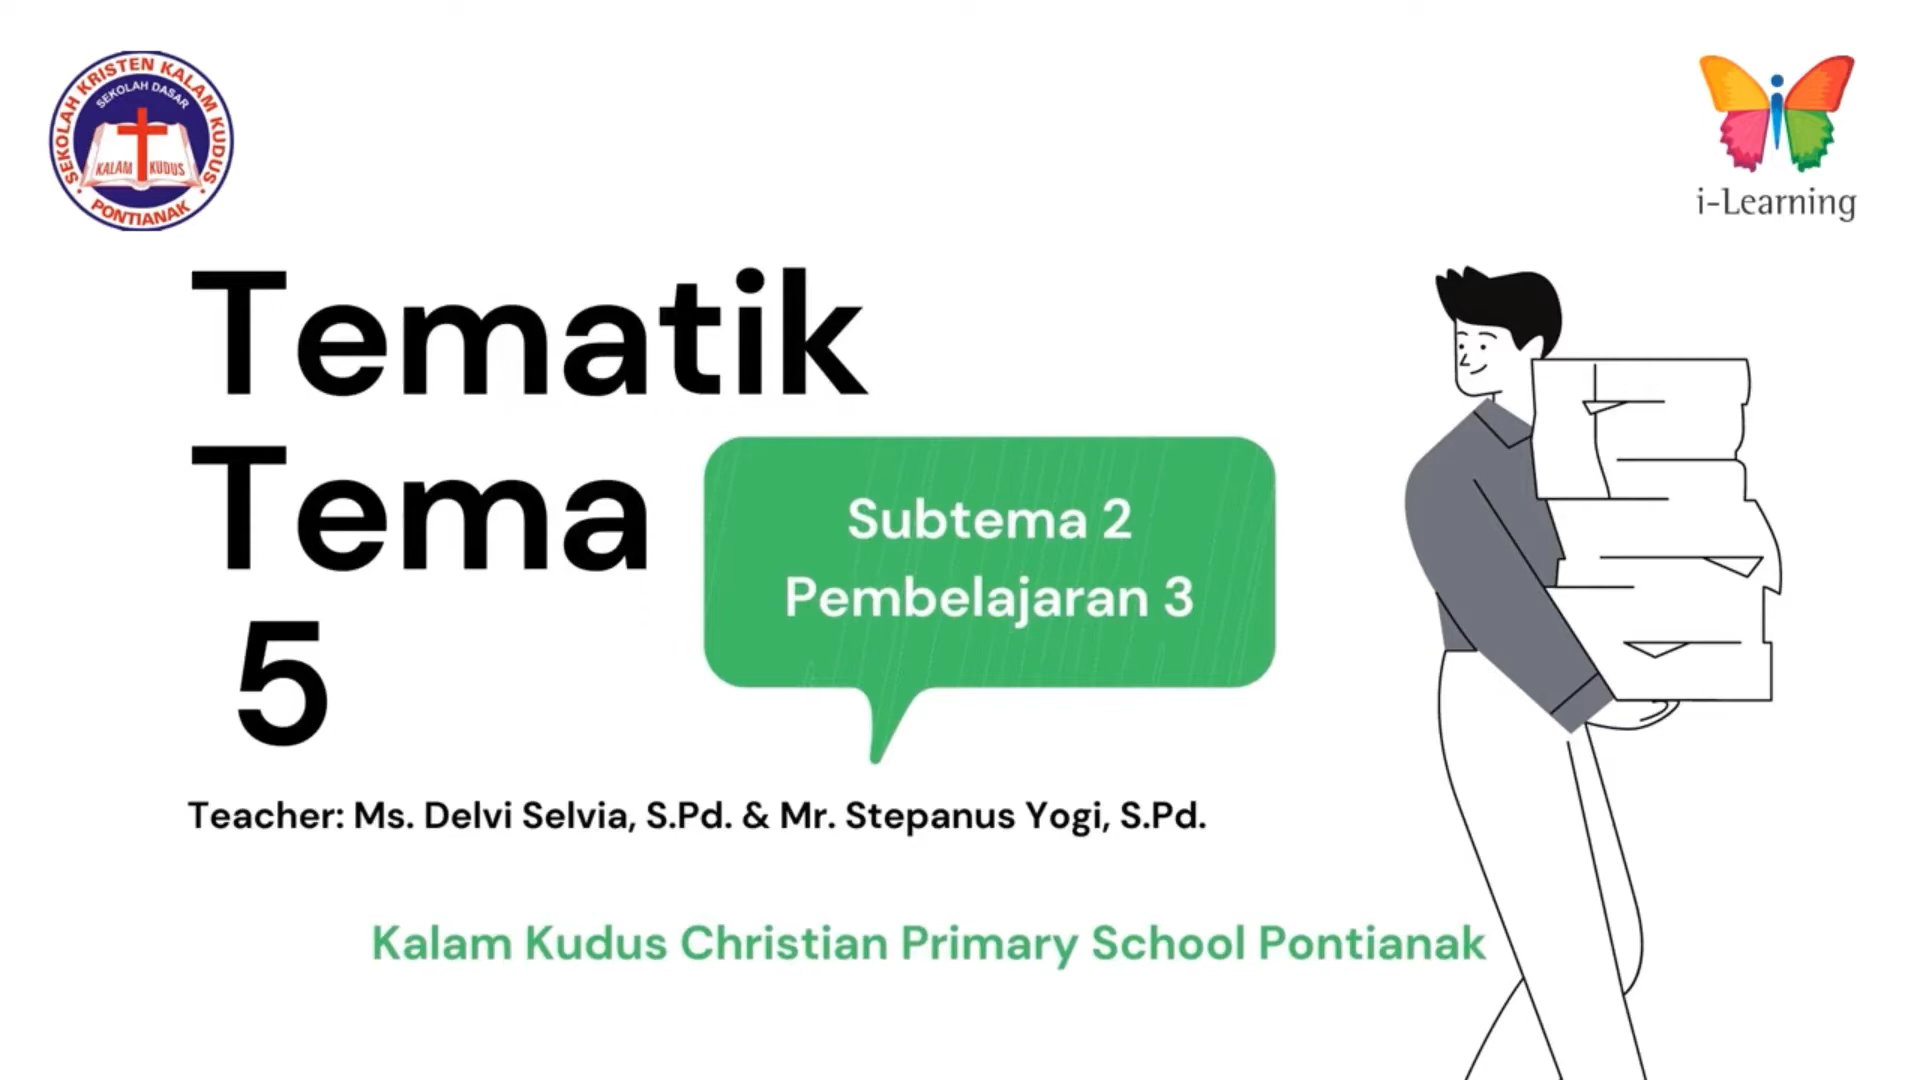 SEKOLAH KRISTEN KALAM KUDUS
SEKOLAH DASAR
KALAM KUDUS
PONTIANAK
i-Learning
Tematik
Tema
5
Subtema 2
Pembelajaran 3
Teacher: Ms. Delvi Selvia, S.Pd. & Mr. Stepanus Yogi, S.Pd.
Kalam Kudus Christian Primary School Pontianak